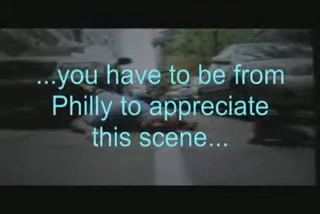 ...you have to be from
Philly to appreciate
this scene...